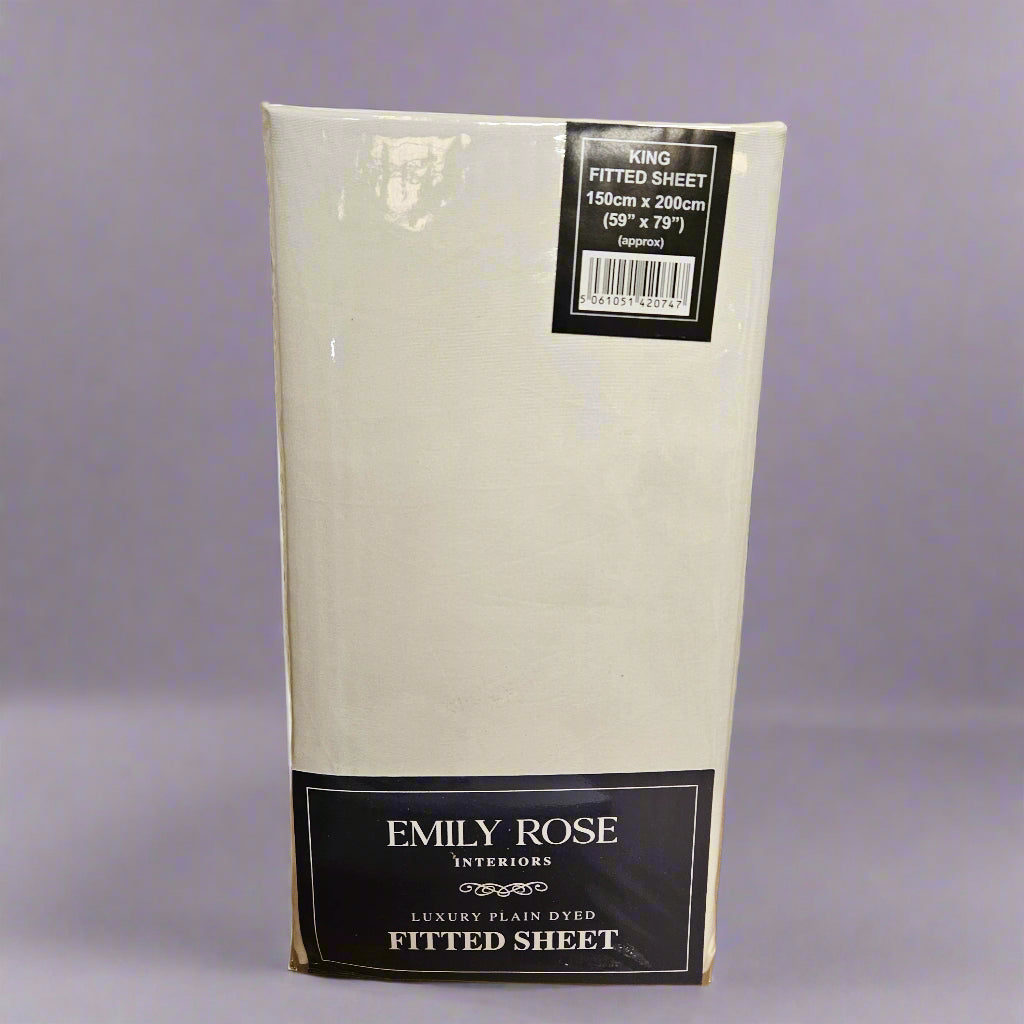 KING
FITTED SHEET
150cm x 200cm
(59” x 79”)
(approx)
5 061051 420747
EMILY ROSE
INTERIORS
LUXURY PLAIN DYED
FITTED SHEET